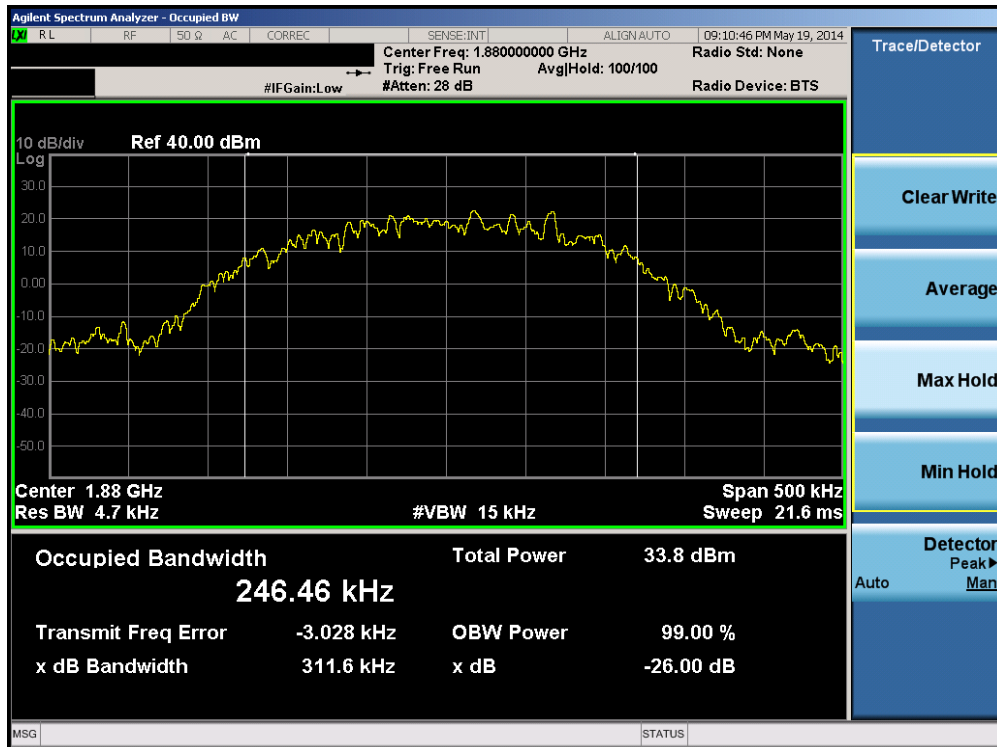 Agilent Spectrum Analyzer - Occupied BW
LXI RL RF 50 Ω AC CORREC SENSE:INT ALIGN AUTO 09:10:46 PM May 19, 2014
Center Freq: 1.880000000 GHz Radio Std: None
Trig: Free Run Avg|Hold: 100/100
#IFGain:Low #Atten: 28 dB Radio Device: BTS
Trace/Detector
10 dB/div Ref 40.00 dBm
Log
30.0
20.0
10.0
0.00
-10.0
-20.0
-30.0
-40.0
-50.0
Center 1.88 GHz Span 500 kHz
Res BW 4.7 kHz #VBW 15 kHz Sweep 21.6 ms
Clear Write
Average
Max Hold
Min Hold
Detector
Peak▶
Auto Man
Occupied Bandwidth Total Power 33.8 dBm
246.46 kHz
Transmit Freq Error -3.028 kHz OBW Power 99.00 %
x dB Bandwidth 311.6 kHz x dB -26.00 dB
MSG STATUS